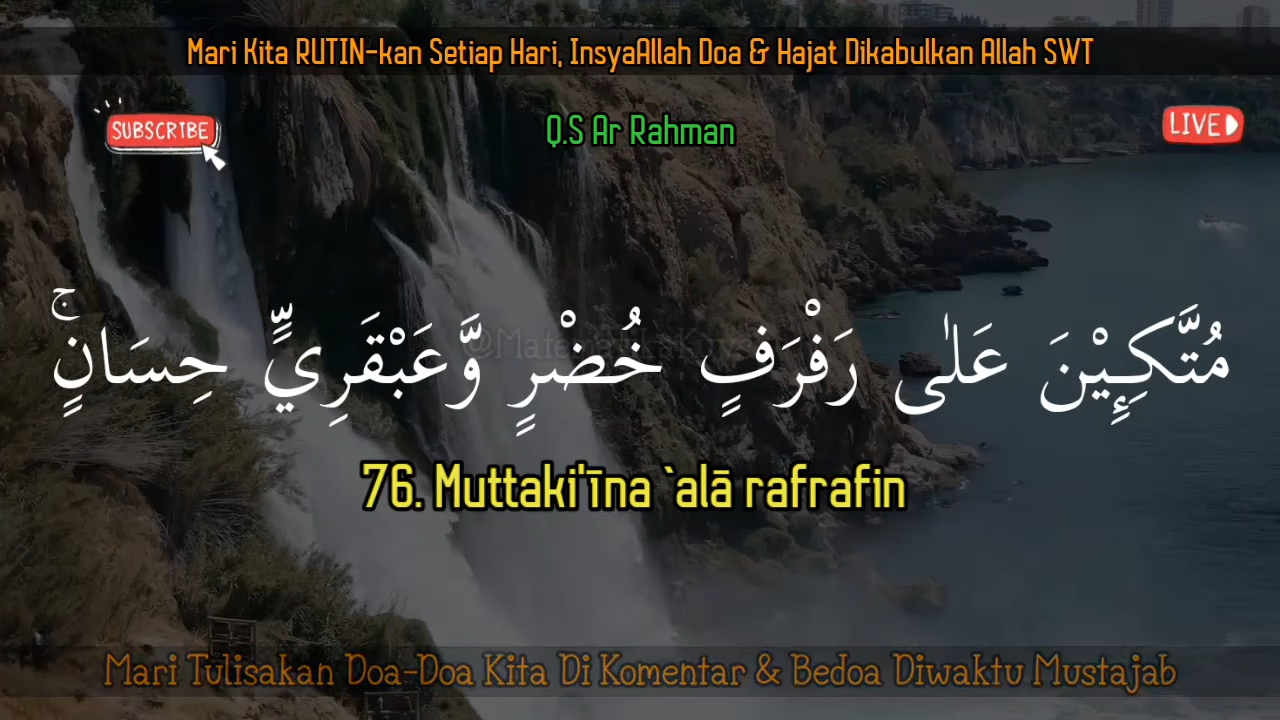 Mari Kita RUTIN-kan Setiap Hari, InsyaAllah Doa & Hajat Dikabulkan Allah SWT
SUBSCRIBE
Q.S Ar Rahman
LIVE
مُتَّكِـِٕيْنَ عَلٰى رَفْرَفٍ خُضْرٍ وَّعَبْقَرِيٍّ حِسَانٍۚ
76. Muttaki'īna `alā rafrafin
Mari Tulisakan Doa-Doa Kita Di Komentar & Bedoa Diwaktu Mustajab